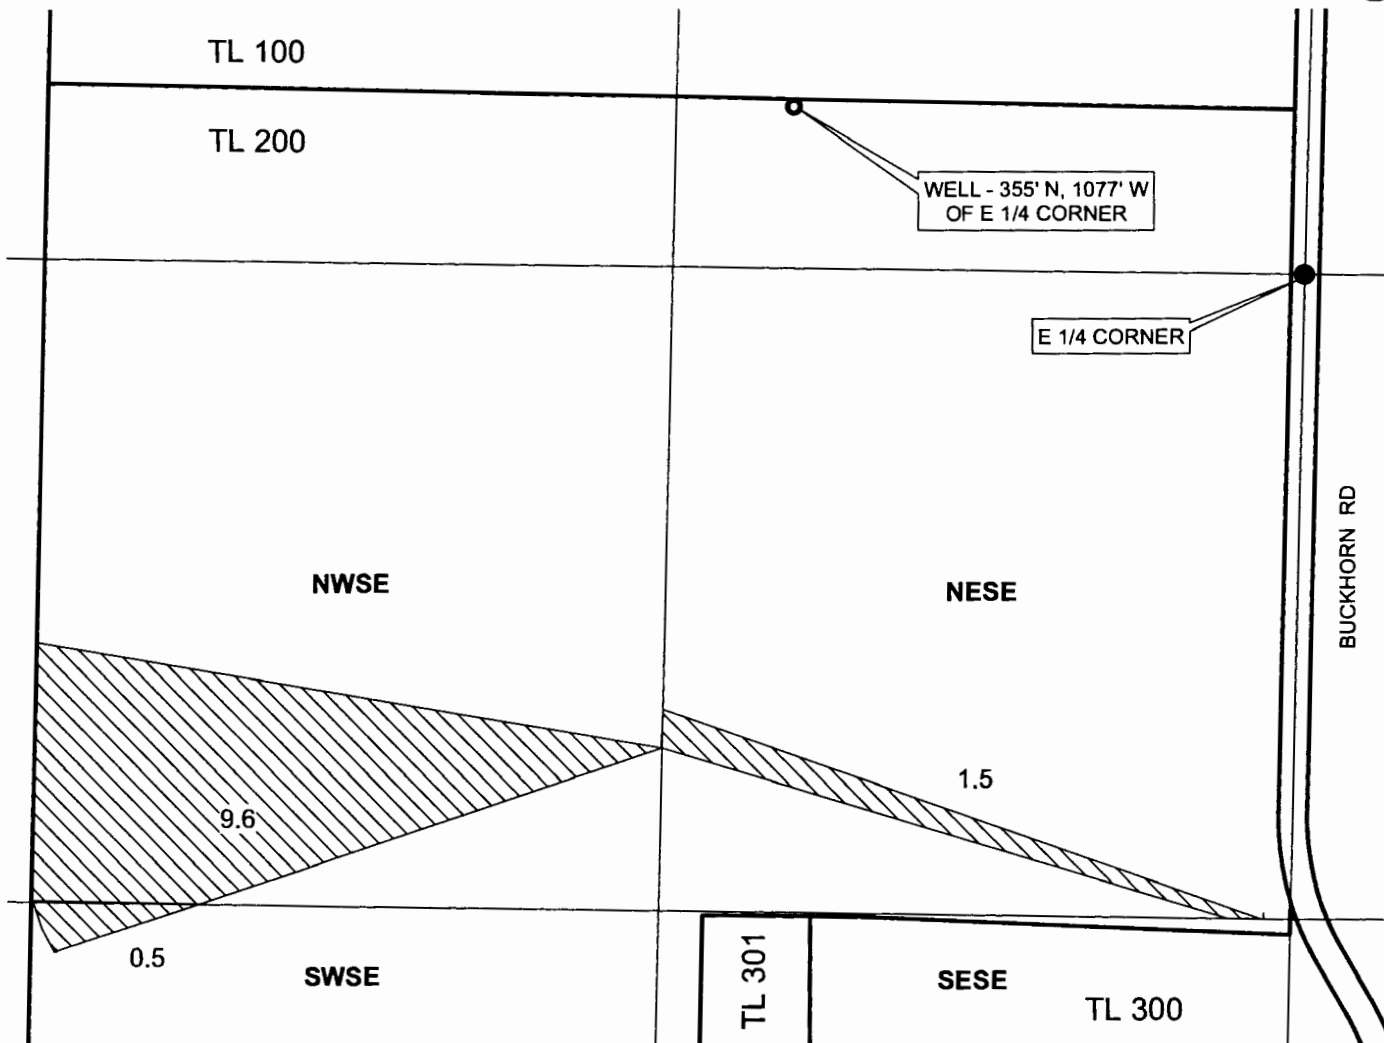 TL 100
TL 200
WELL - 355' N, 1077' W
OF E 1/4 CORNER
E 1/4 CORNER
BUCKHORN RD
NWSE
NESE
1.5
9.6
0.5
SWSE
TL 301
SESE
TL 300